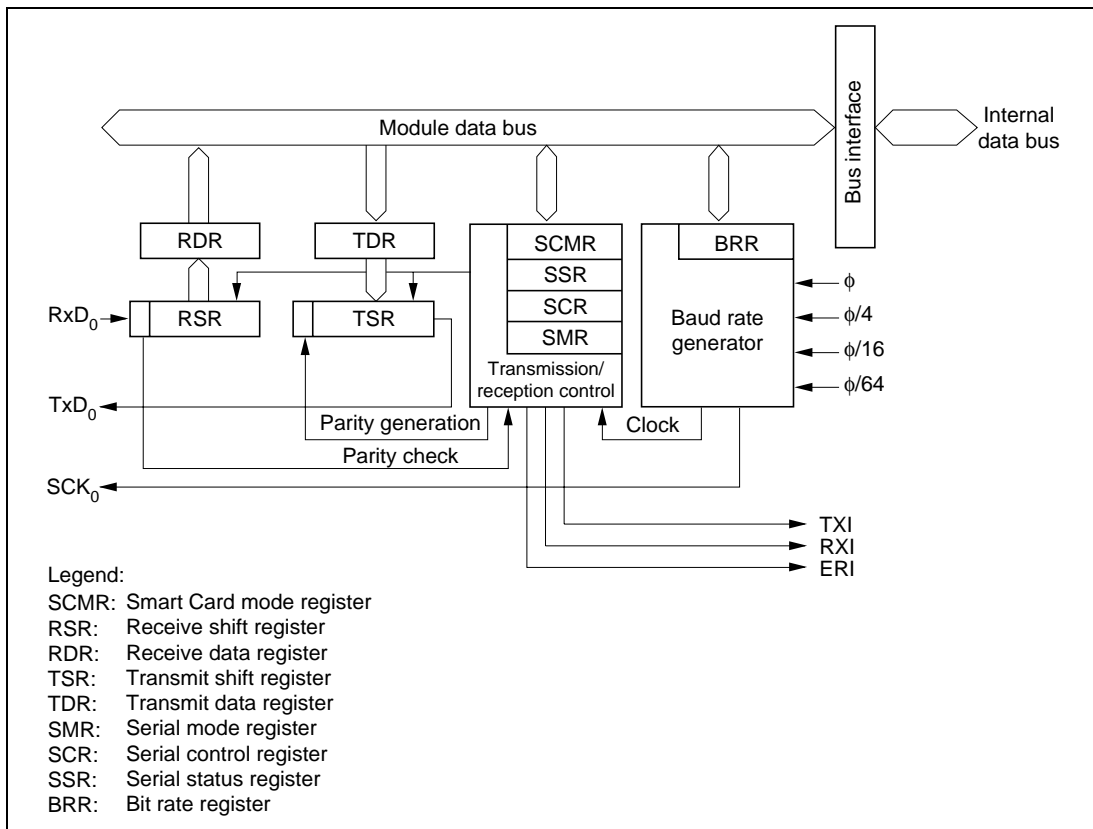 Module data bus
Bus interface
Internal
data bus
RDR
TDR
SCMR
SSR
SCR
SMR
Transmission/
reception control
BRR
Baud rate
generator
φ
φ/4
φ/16
φ/64
RxD0
RSR
TSR
TxD0
Parity generation
Parity check
Clock
SCK0
TXI
RXI
ERI
Legend:
SCMR: Smart Card mode register
RSR: Receive shift register
RDR: Receive data register
TSR: Transmit shift register
TDR: Transmit data register
SMR: Serial mode register
SCR: Serial control register
SSR: Serial status register
BRR: Bit rate register